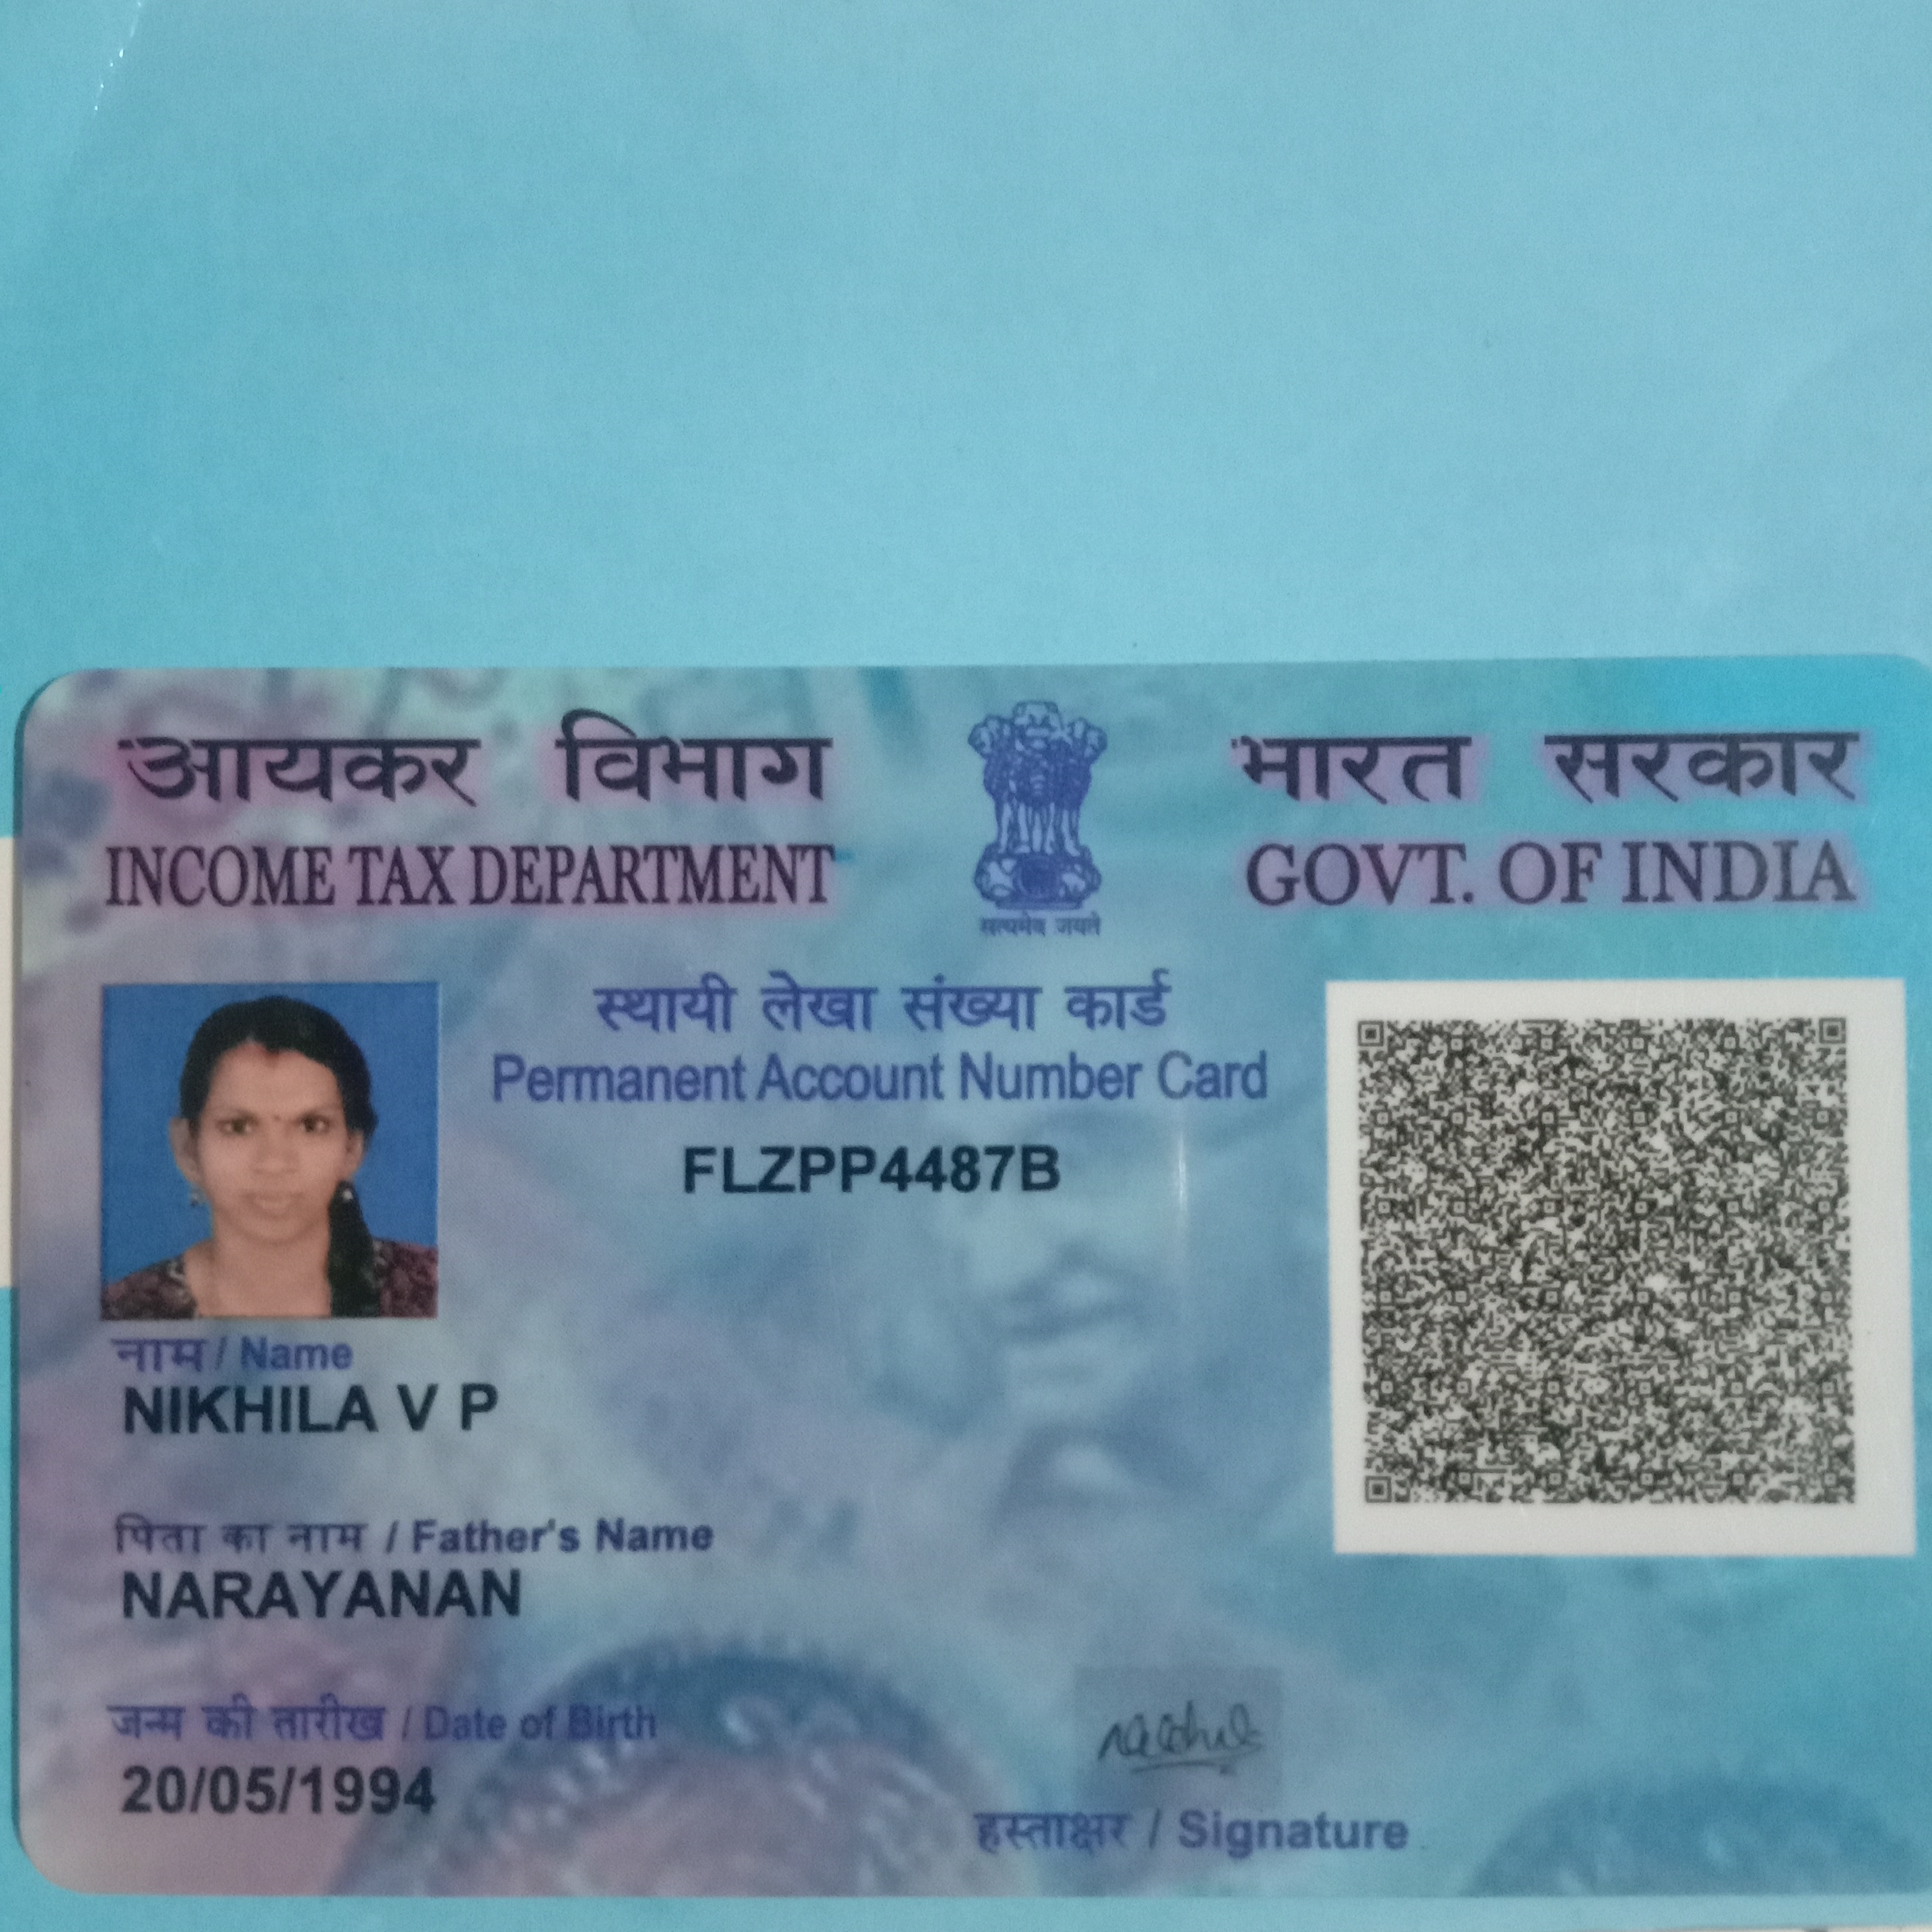 आयकर विभाग
INCOME TAX DEPARTMENT
सत्यमेव जयते
भारत सरकार
GOVT. OF INDIA
स्थायी लेखा संख्या कार्ड
Permanent Account Number Card
FLZPP4487B
नाम / Name
NIKHILA V P
पिता का नाम / Father's Name
NARAYANAN
जन्म की तारीख / Date of Birth
20/05/1994
हस्ताक्षर / Signature